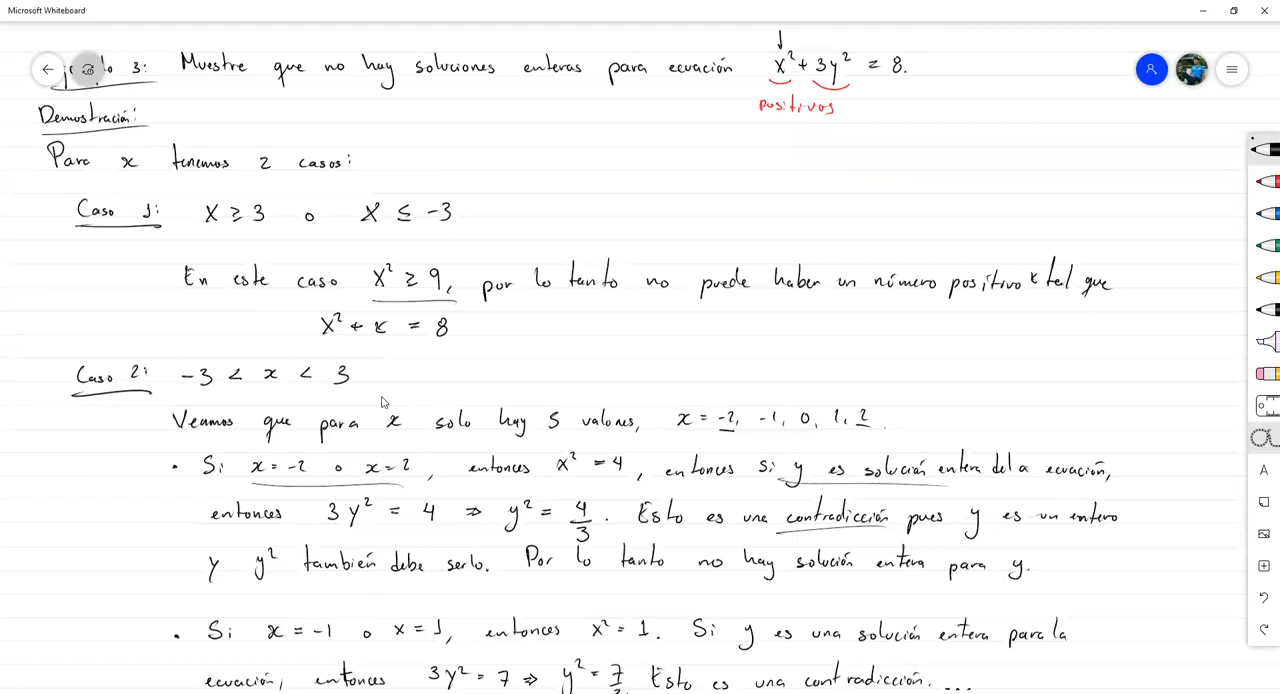 Microsoft Whiteboard
3: Muestre que no hay soluciones enteras para ecuación x² + 3y² = 8.
positivos
Demostración:
Para x tenemos 2 casos:
Caso 1: x ≥ 3 o x ≤ -3
En este caso x² ≥ 9, por lo tanto no puede haber un número positivo k tal que
x² + k = 8
Caso 2: -3 < x < 3
Veamos que para x solo hay 5 valores, x = -2, -1, 0, 1, 2.
• Si x = -2 o x = 2, entonces x² = 4, entonces si y es solución entera de la ecuación,
entonces 3y² = 4 ⇒ y² = 4/3. Esto es una contradicción pues y es un entero
y y² también debe serlo. Por lo tanto no hay solución entera para y.
• Si x = -1 o x = 1, entonces x² = 1. Si y es una solución entera para la
ecuación, entonces 3y² = 7 ⇒ y² = 7/3 Esto es una contradicción. ...
A